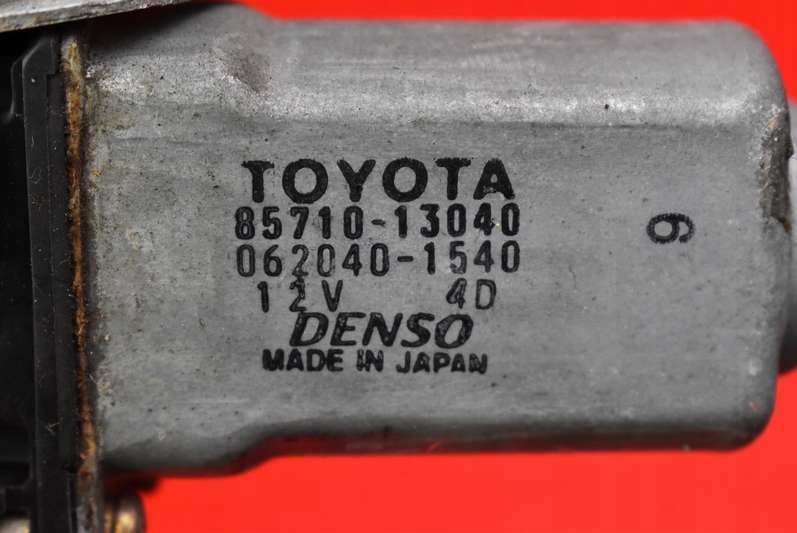 TOYOTA
85710-13040
062040-1540
12V 4D
DENSO
MADE IN JAPAN
6